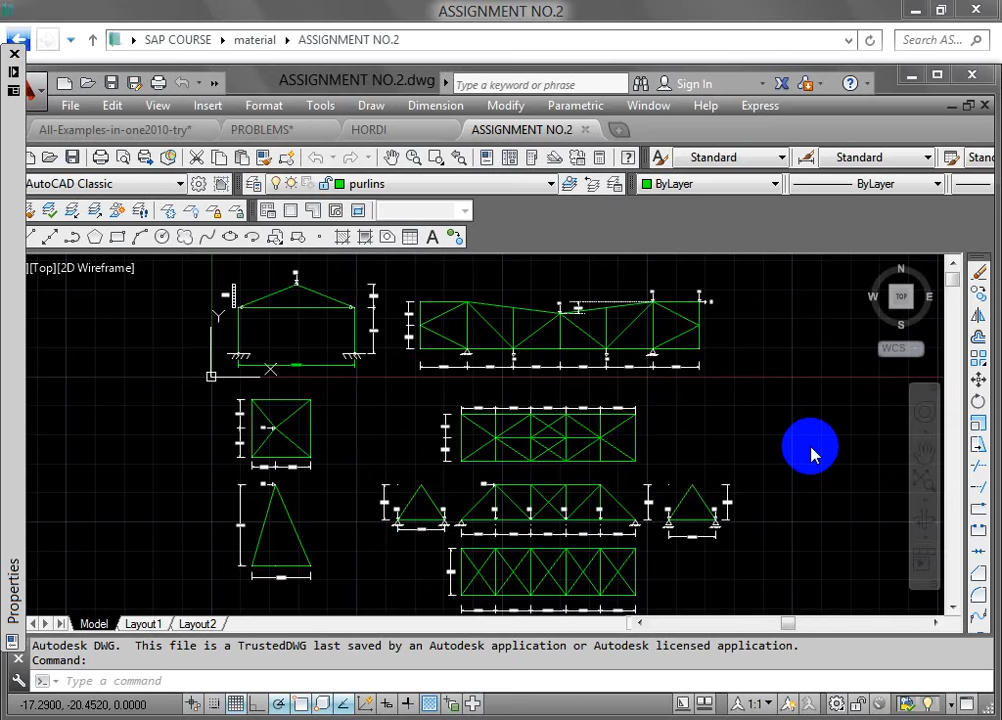 ASSIGNMENT NO.2
SAP COURSE material ASSIGNMENT NO.2 Search AS...
ASSIGNMENT NO.2.dwg Type a keyword or phrase Sign In
File Edit View Insert Format Tools Draw Dimension Modify Parametric Window Help Express
All-Examples-in-one2010-try* PROBLEMS* HORDI ASSIGNMENT NO.2
Standard Standard Stand
AutoCAD Classic purlins ByLayer ByLayer
][Top][2D Wireframe]
N
W TOP E
S
WCS
Y
X
Properties
Model Layout1 Layout2
Autodesk DWG. This file is a TrustedDWG last saved by an Autodesk application or Autodesk licensed application.
Command:
Type a command
-17.2900, -20.4520, 0.0000 1:1